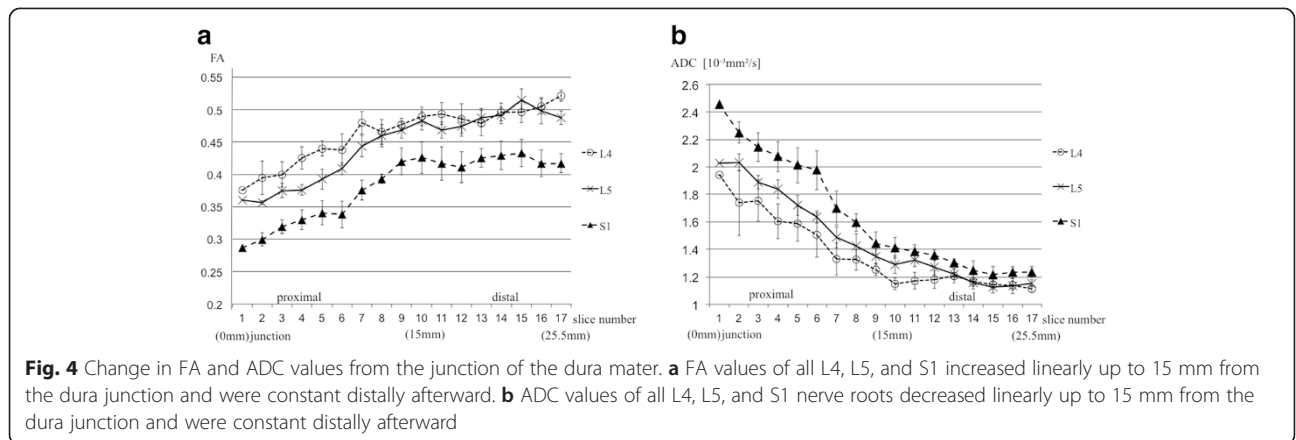 a
FA
0.55
0.5
0.45
0.4
0.35
0.3
0.25
0.2
L4
L5
S1
proximal
distal
1 2 3 4 5 6 7 8 9 10 11 12 13 14 15 16 17 slice number
(0mm)junction (15mm) (25.5mm)
b
ADC [10⁻³mm²/s]
2.6
2.4
2.2
2
1.8
1.6
1.4
1.2
1
L4
L5
S1
proximal
distal
1 2 3 4 5 6 7 8 9 10 11 12 13 14 15 16 17 slice number
(0mm)junction (15mm) (25.5mm)
Fig. 4 Change in FA and ADC values from the junction of the dura mater. a FA values of all L4, L5, and S1 increased linearly up to 15 mm from
the dura junction and were constant distally afterward. b ADC values of all L4, L5, and S1 nerve roots decreased linearly up to 15 mm from the
dura junction and were constant distally afterward